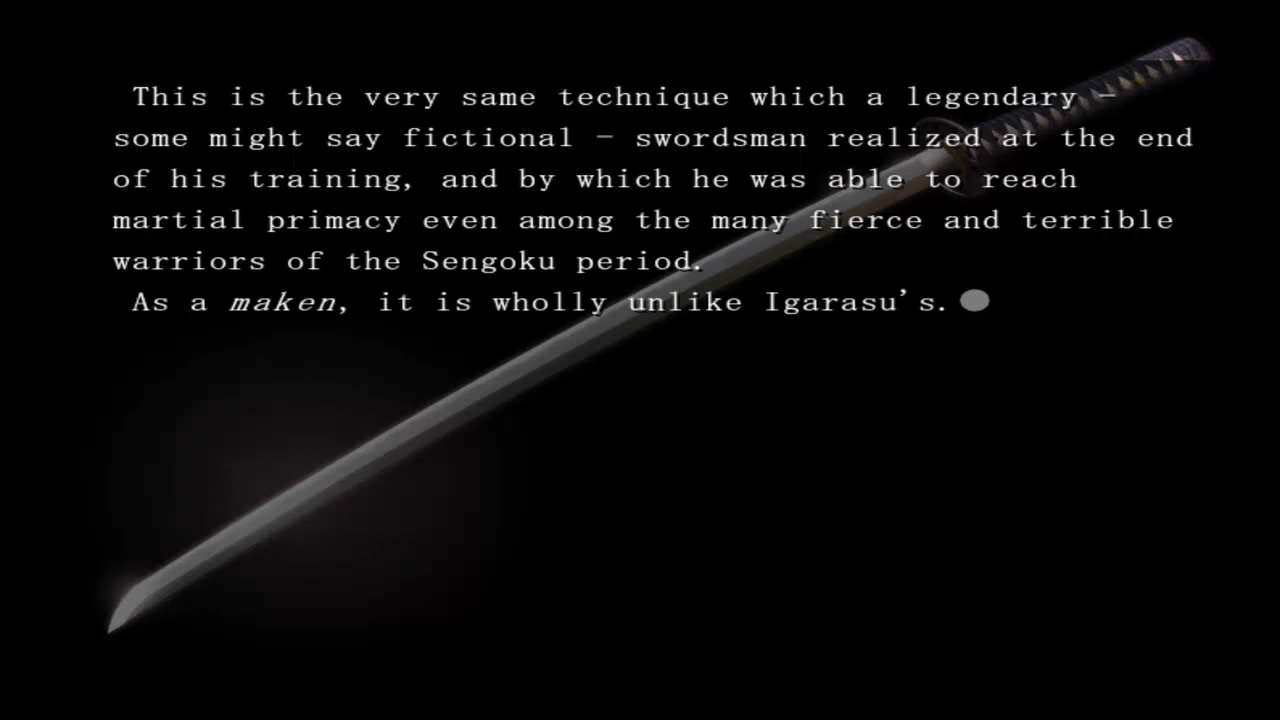 This is the very same technique which a legendary –
some might say fictional – swordsman realized at the end
of his training, and by which he was able to reach
martial primacy even among the many fierce and terrible
warriors of the Sengoku period.
As a maken, it is wholly unlike Igarasu's.